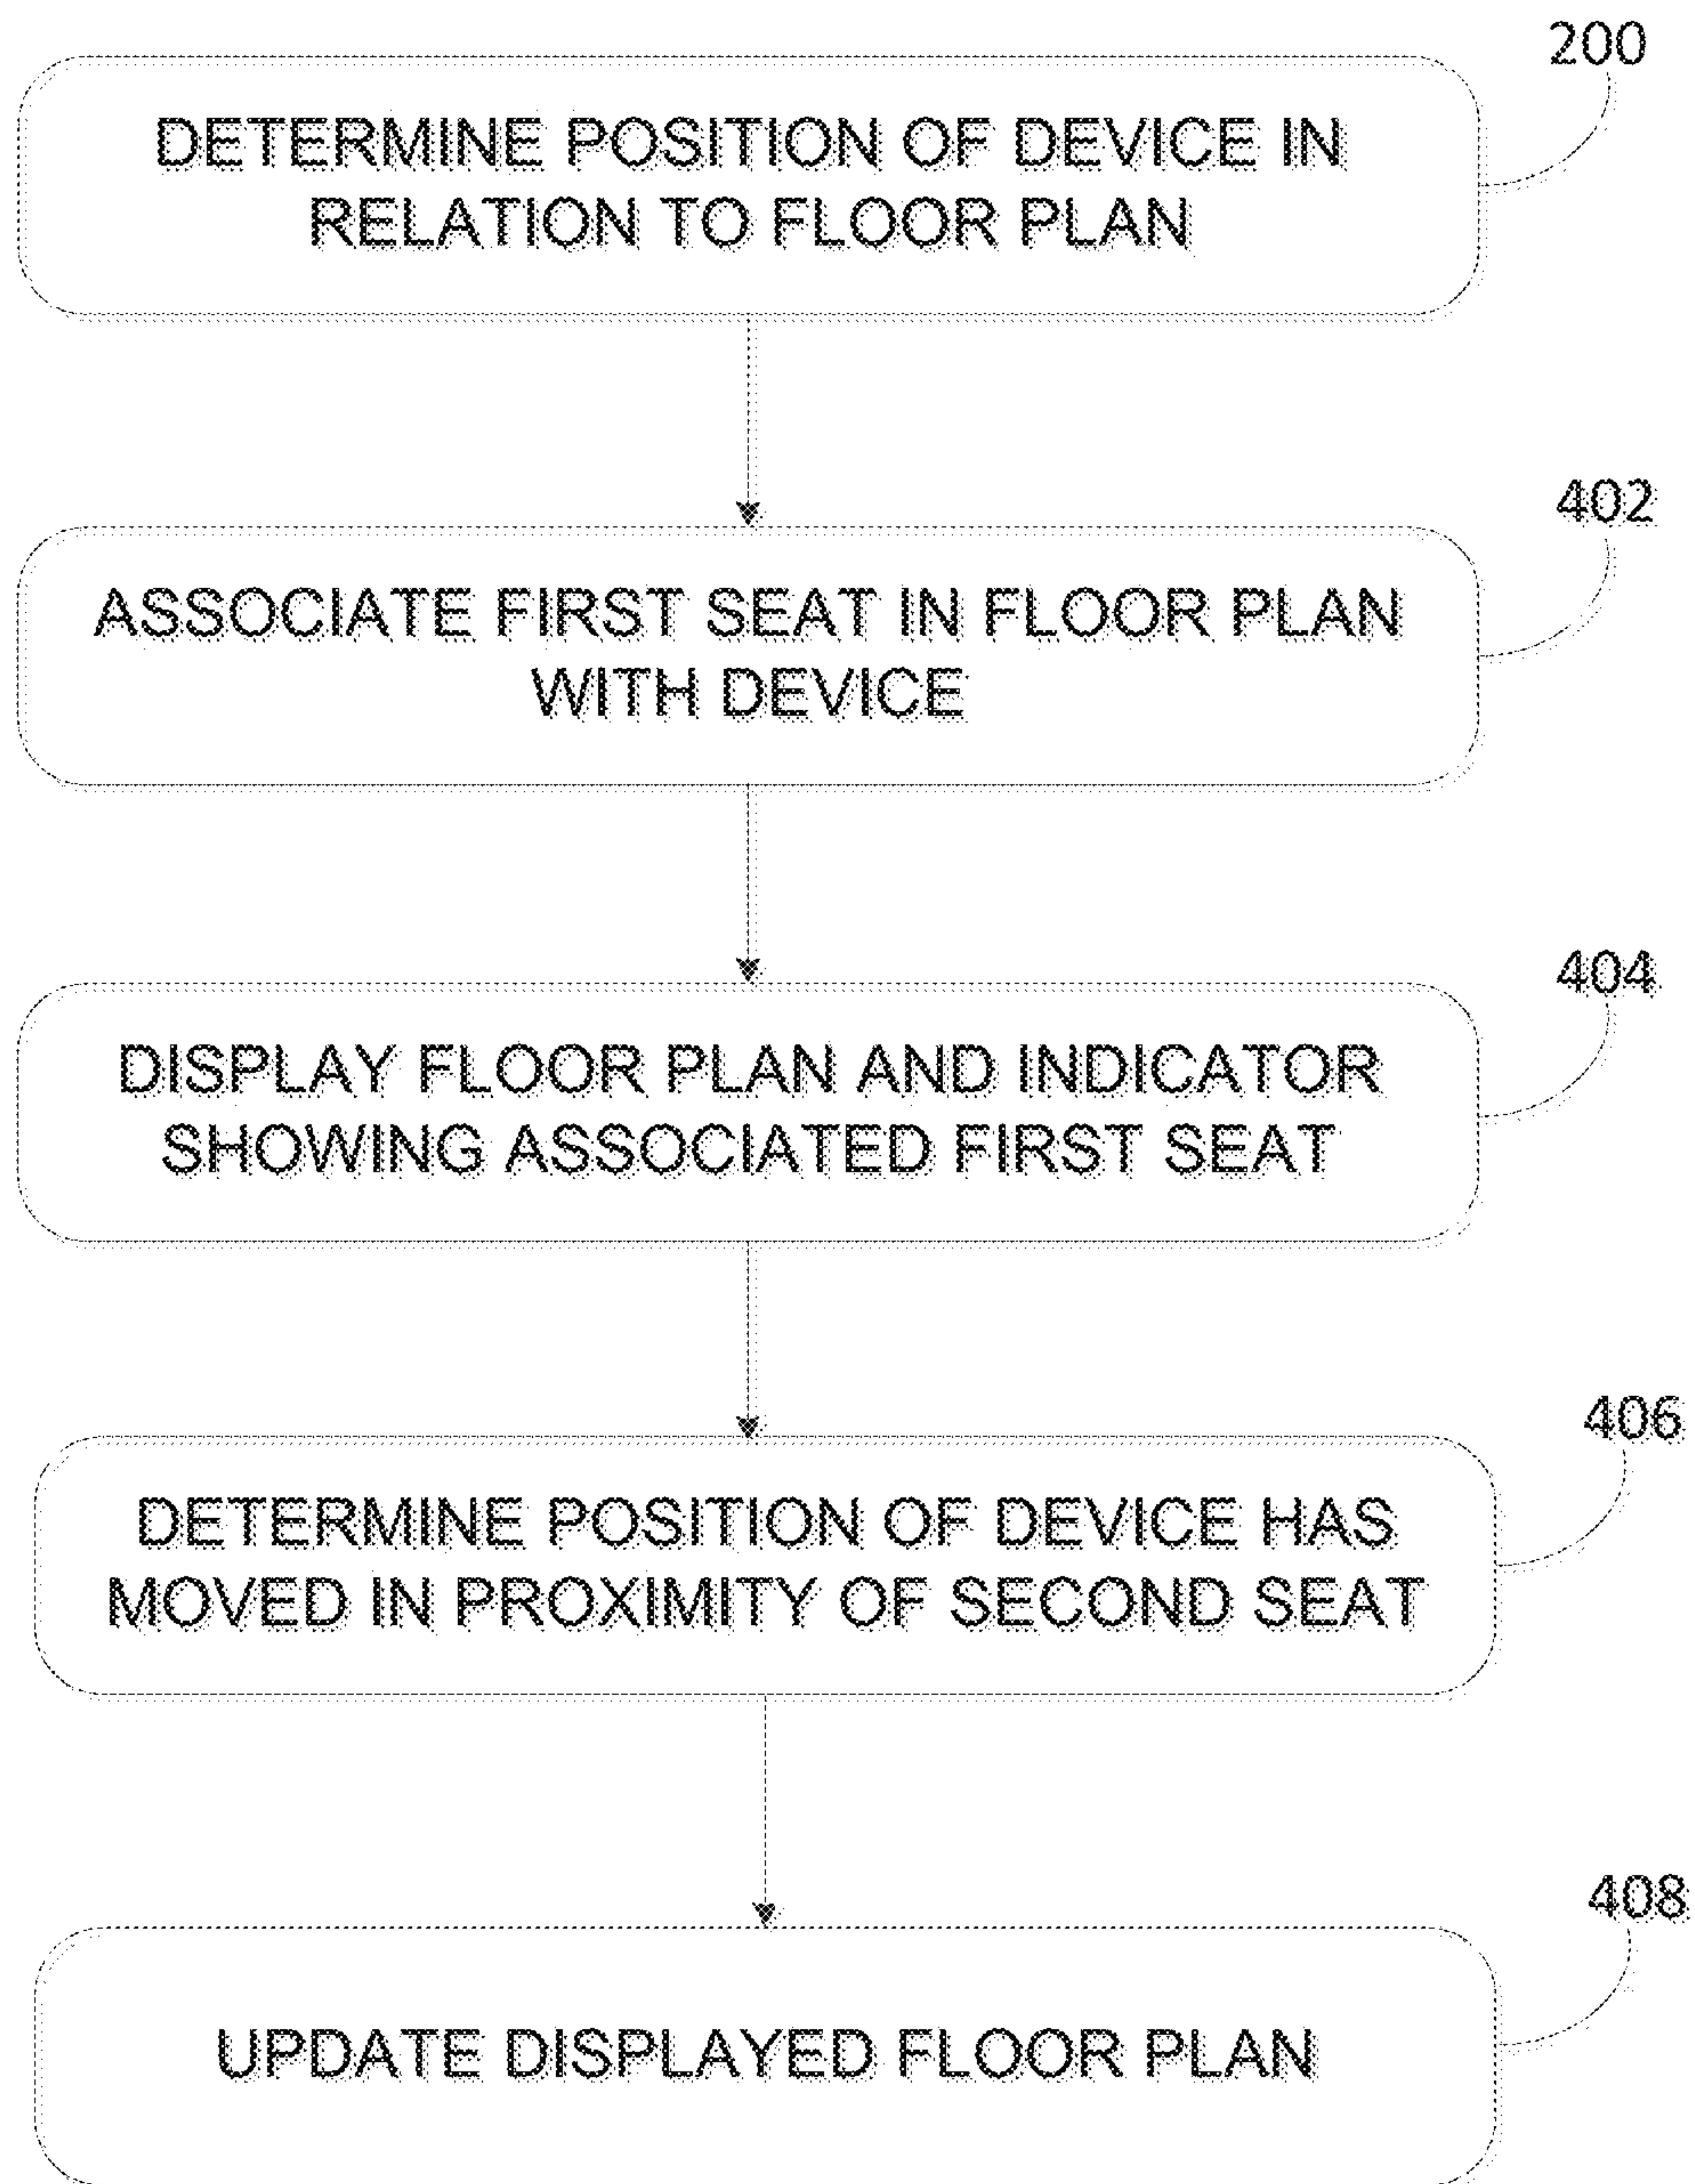 200
DETERMINE POSITION OF DEVICE IN
RELATION TO FLOOR PLAN
402
ASSOCIATE FIRST SEAT IN FLOOR PLAN
WITH DEVICE
404
DISPLAY FLOOR PLAN AND INDICATOR
SHOWING ASSOCIATED FIRST SEAT
406
DETERMINE POSITION OF DEVICE HAS
MOVED IN PROXIMITY OF SECOND SEAT
408
UPDATE DISPLAYED FLOOR PLAN